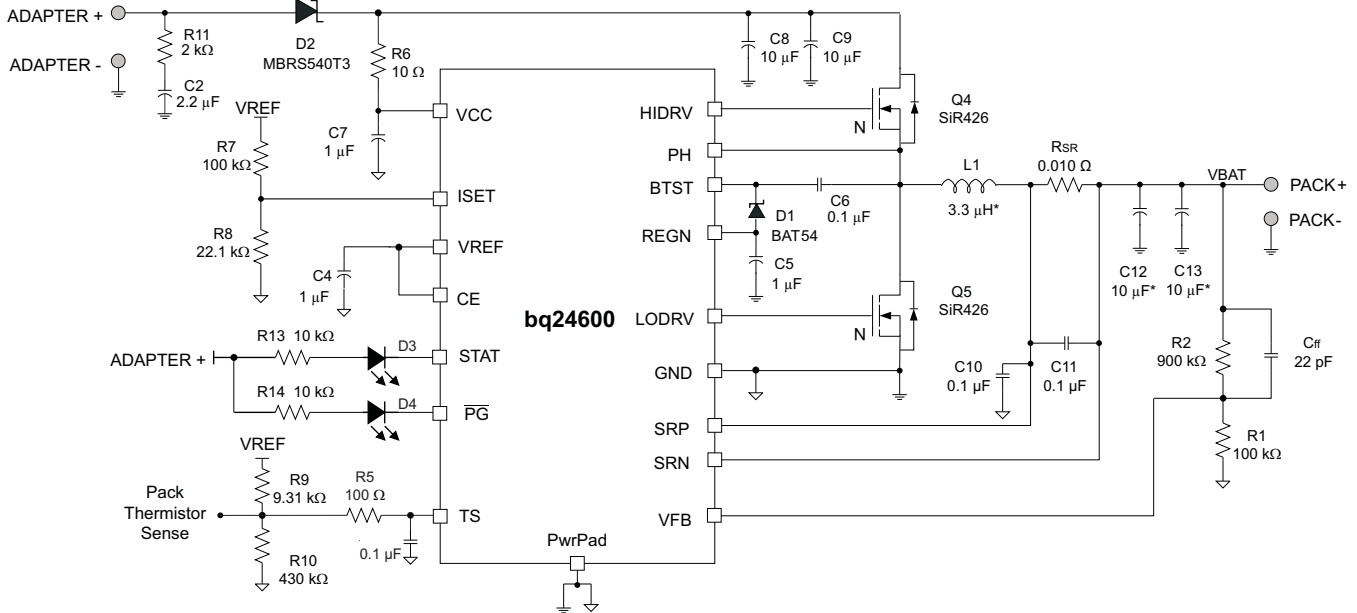 ADAPTER +
R11
2 kΩ
D2
MBRS540T3
R6
10 Ω
C8
10 μF
C9
10 μF
ADAPTER -
C2
2.2 μF
VREF
R7
100 kΩ
C7
1 μF
VCC
HIDRV
N
Q4
SiR426
PH
L1
3.3 μH*
RSR
0.010 Ω
VBAT
PACK+
PACK-
ISET
BTST
C6
0.1 μF
R8
22.1 kΩ
VREF
REGN
D1
BAT54
C4
1 μF
CE
C5
1 μF
C12
10 μF*
C13
10 μF*
bq24600
LODRV
N
Q5
SiR426
R13 10 kΩ
D3
STAT
ADAPTER +
R14 10 kΩ
D4
PG
GND
C10
0.1 μF
C11
0.1 μF
R2
900 kΩ
Cff
22 pF
SRP
SRN
R1
100 kΩ
VREF
R9
9.31 kΩ
R5
100 Ω
Pack
Thermistor
Sense
TS
VFB
0.1 μF
R10
430 kΩ
PwrPad